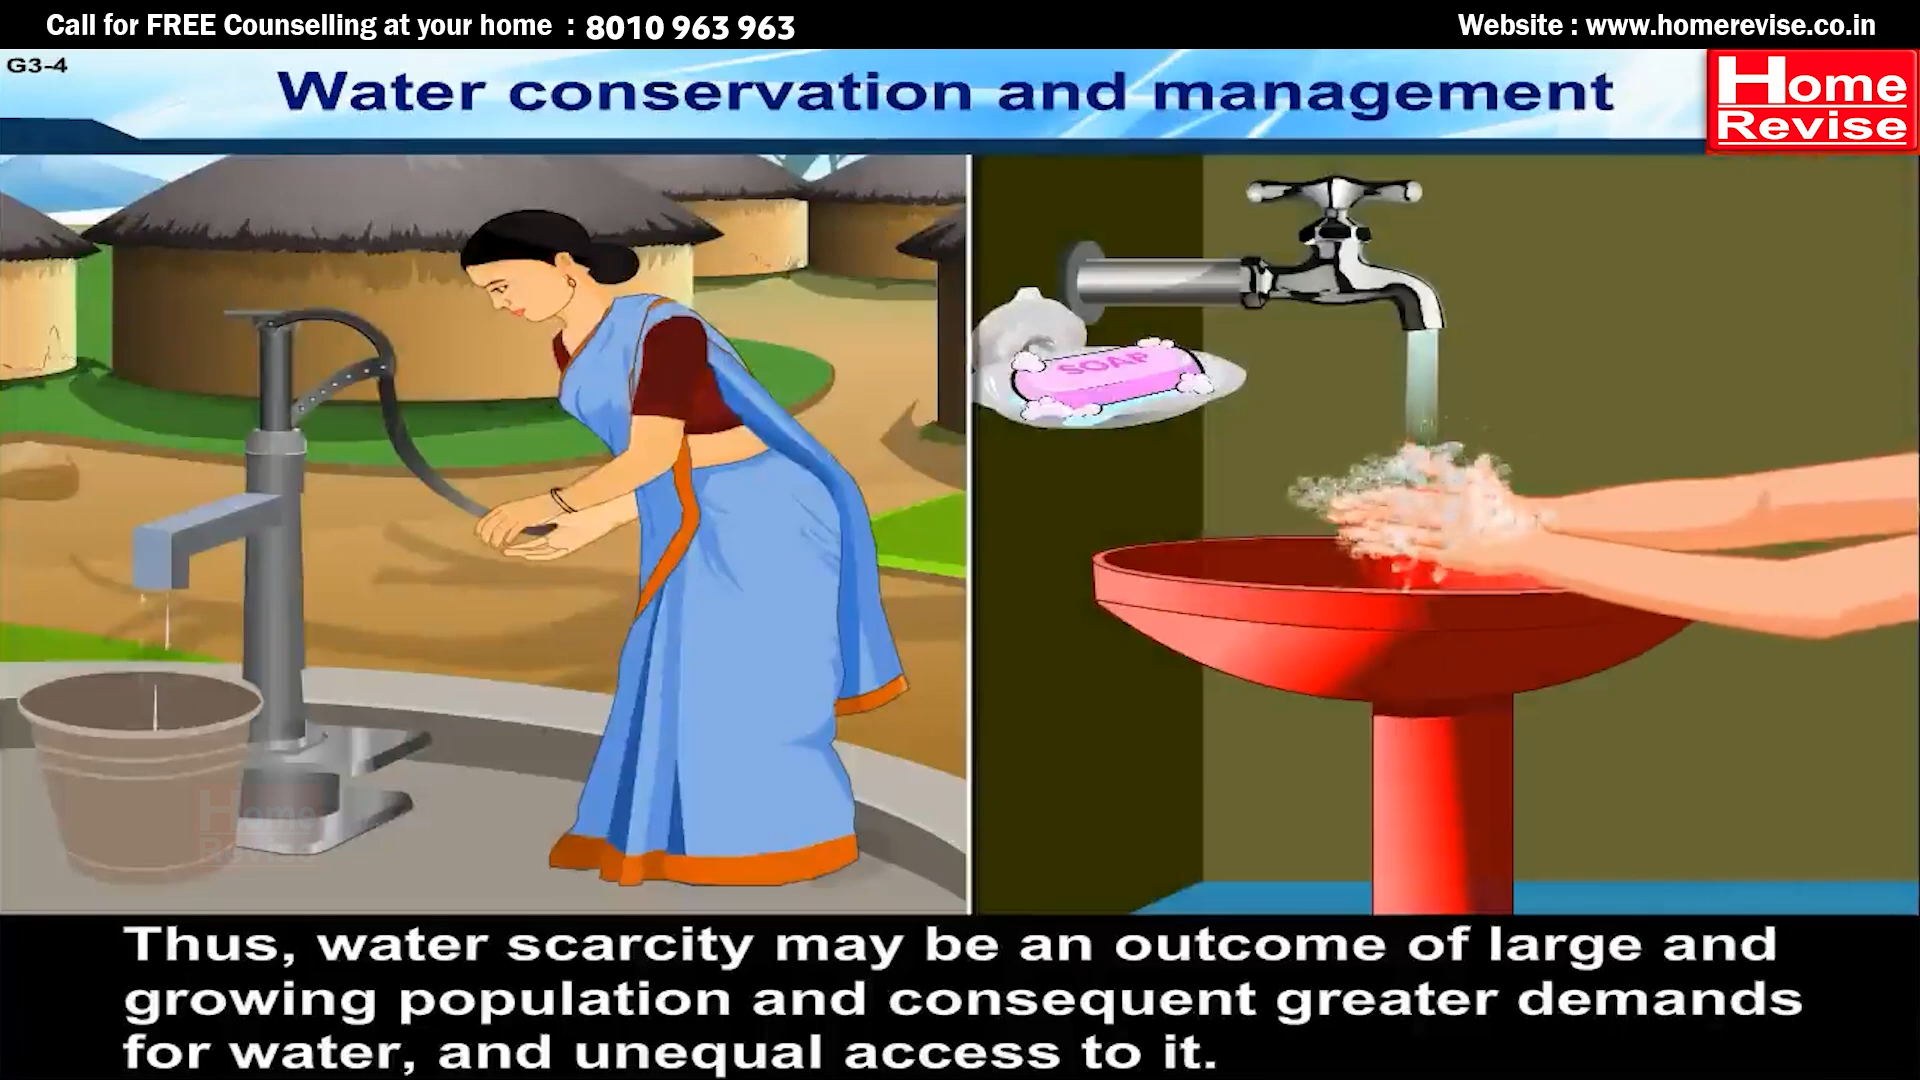 Call for FREE Counselling at your home : 8010 963 963
Website : www.homerevise.co.in
G3-4
Water conservation and management
Home
Revise
SOAP
Home
Revise
Thus, water scarcity may be an outcome of large and
growing population and consequent greater demands
for water, and unequal access to it.